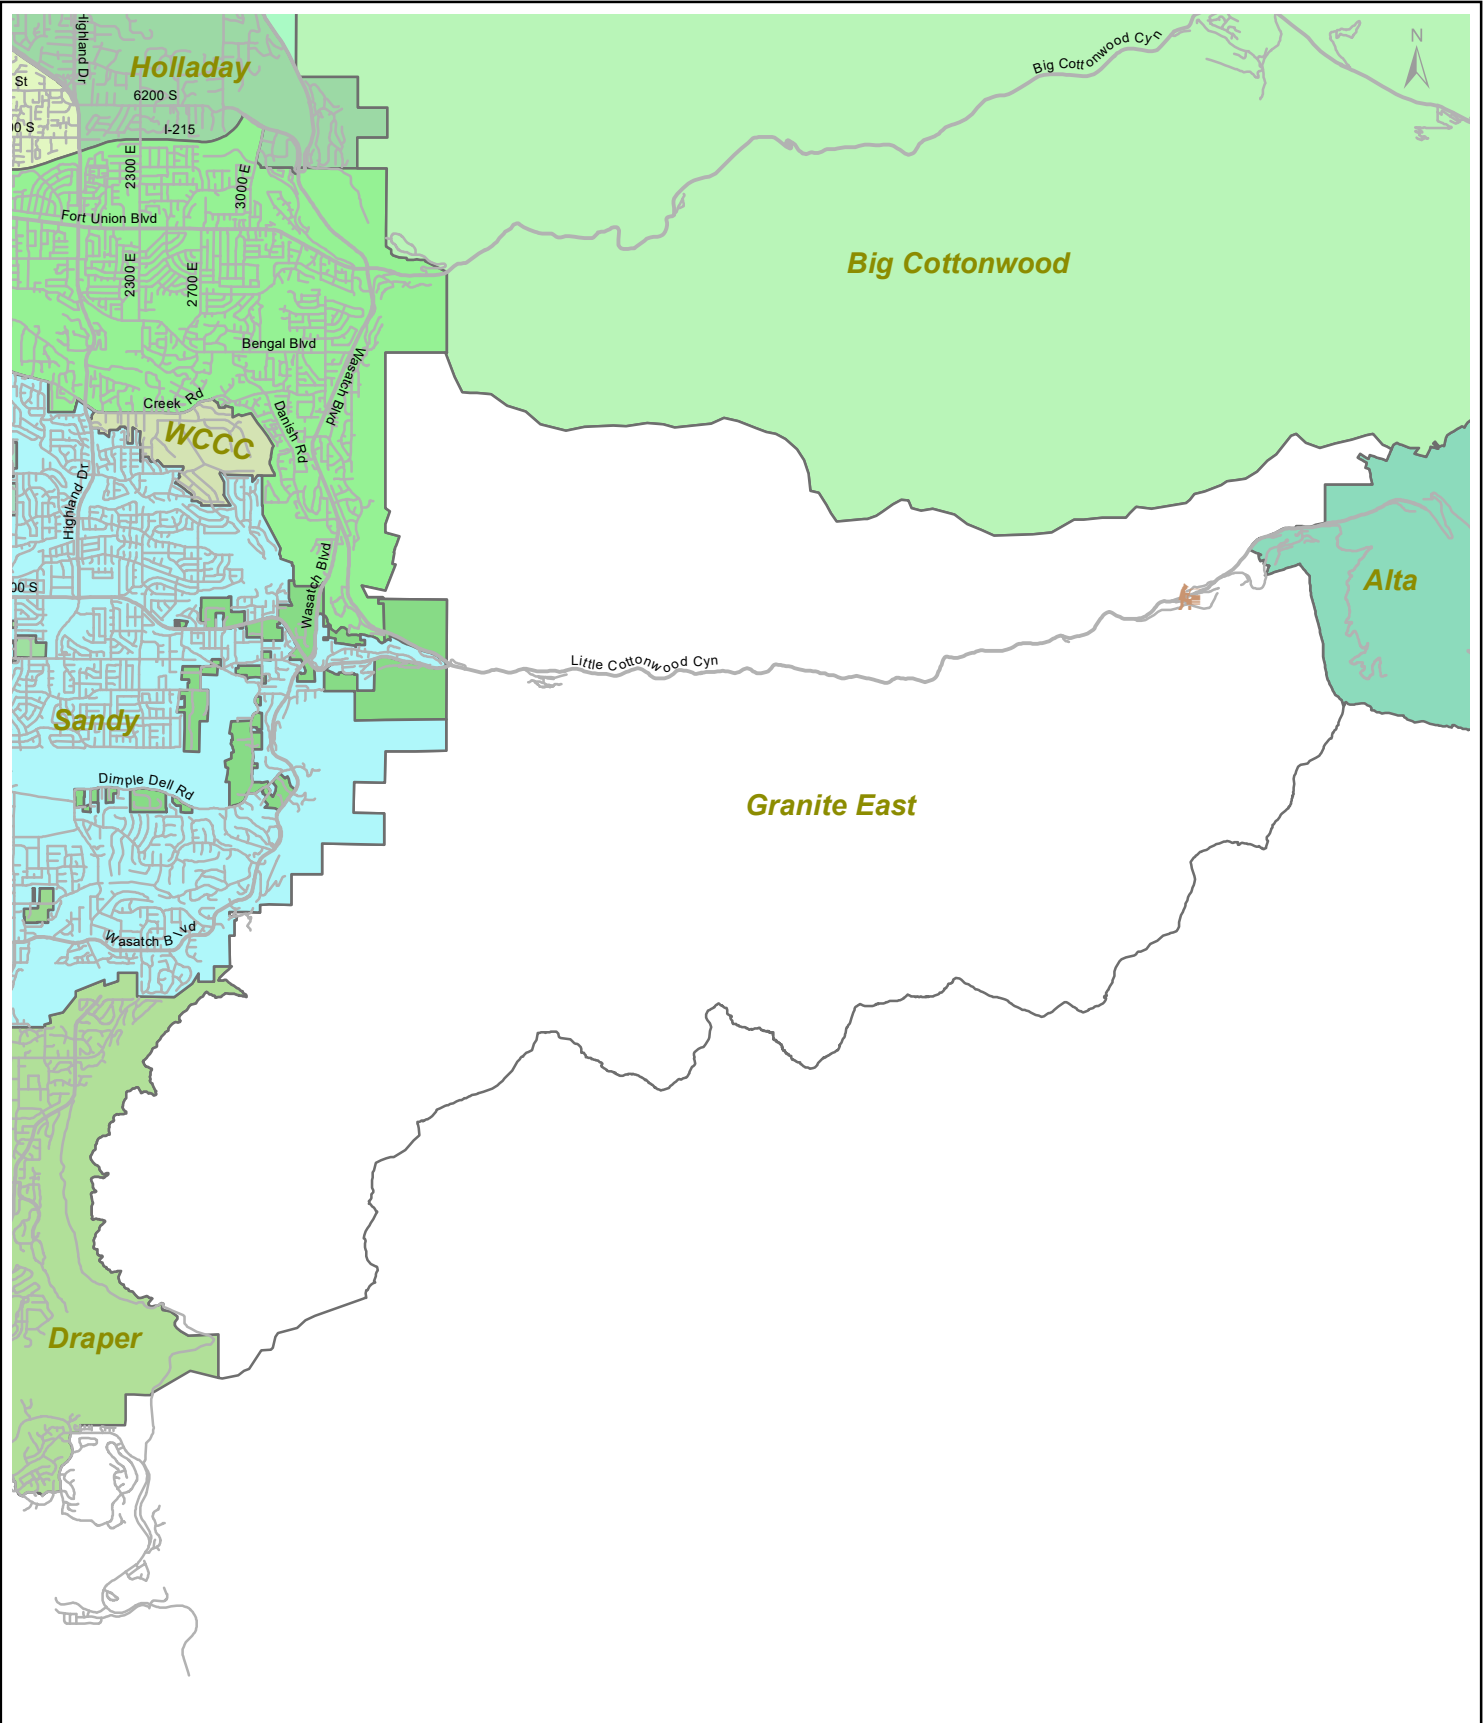 Highland Dr
Holladay
Big Cottonwood Cyn
N
St
6200 S
00 S
I-215
2300 E
3000 E
Fort Union Blvd
2300 E
2700 E
Big Cottonwood
Bengal Blvd
Wasatch Blvd
Creek Rd
WCCC
Danish Rd
Highland Dr
00 S
Wasatch Blvd
Alta
Little Cottonwood Cyn
Sandy
Dimple Dell Rd
Granite East
Wasatch Blvd
Draper